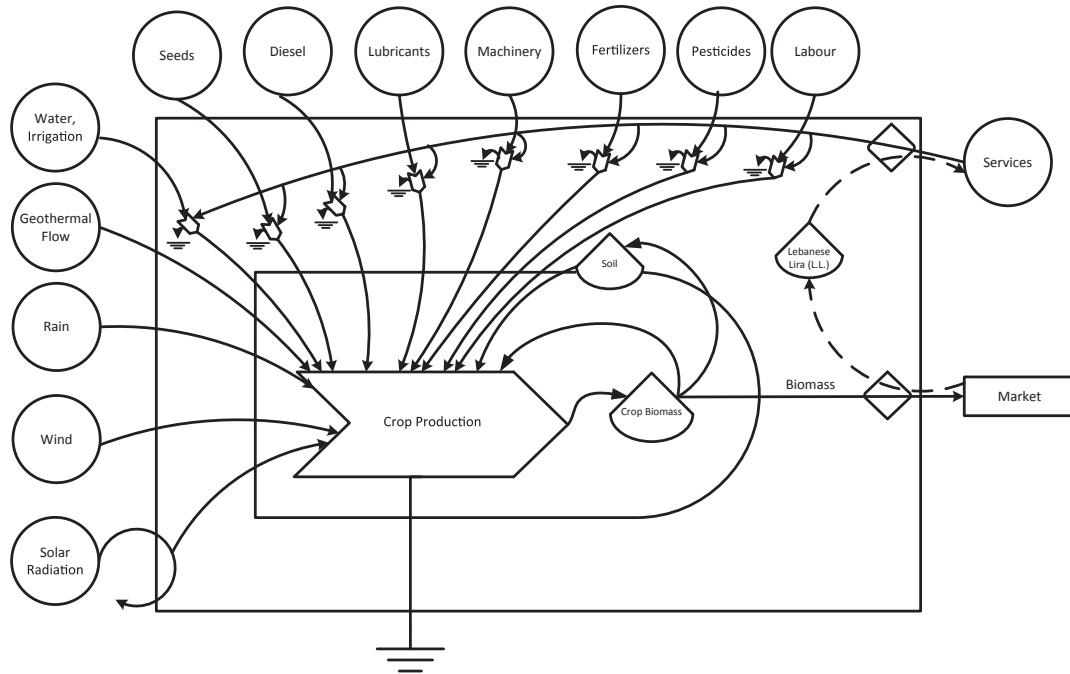 Seeds
Diesel
Lubricants
Machinery
Fertilizers
Pesticides
Labour
Water,
Irrigation
Services
Geothermal
Flow
Lebanese
Lira (L.L.)
Soil
Rain
Biomass
Market
Crop Biomass
Crop Production
Wind
Solar
Radiation